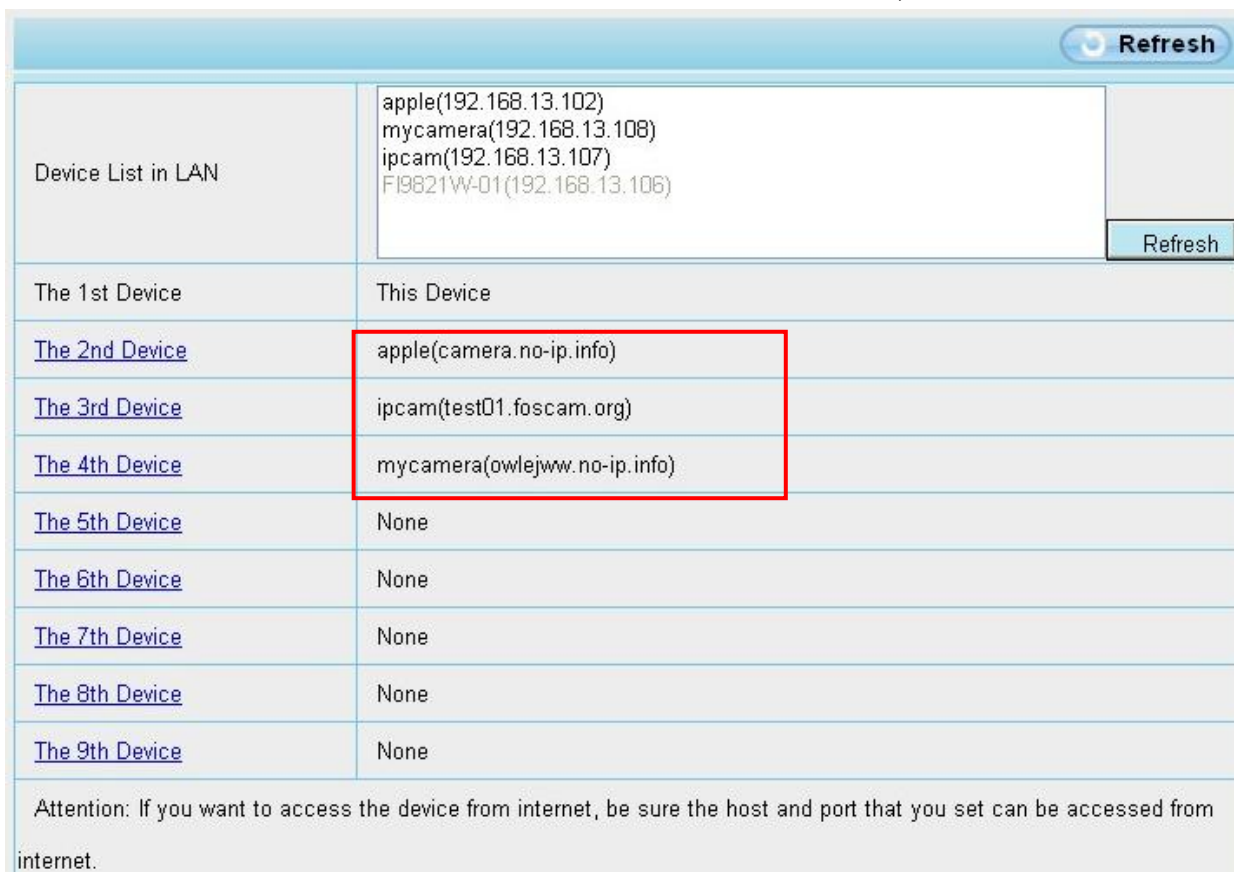 Refresh
Device List in LAN
apple(192.168.13.102)
mycamera(192.168.13.108)
ipcam(192.168.13.107)
FI9821W-01(192.168.13.106)
Refresh
The 1st Device This Device
The 2nd Device apple(camera.no-ip.info)
The 3rd Device ipcam(test01.foscam.org)
The 4th Device mycamera(owlejww.no-ip.info)
The 5th Device None
The 6th Device None
The 7th Device None
The 8th Device None
The 9th Device None
Attention: If you want to access the device from internet, be sure the host and port that you set can be accessed from
internet.